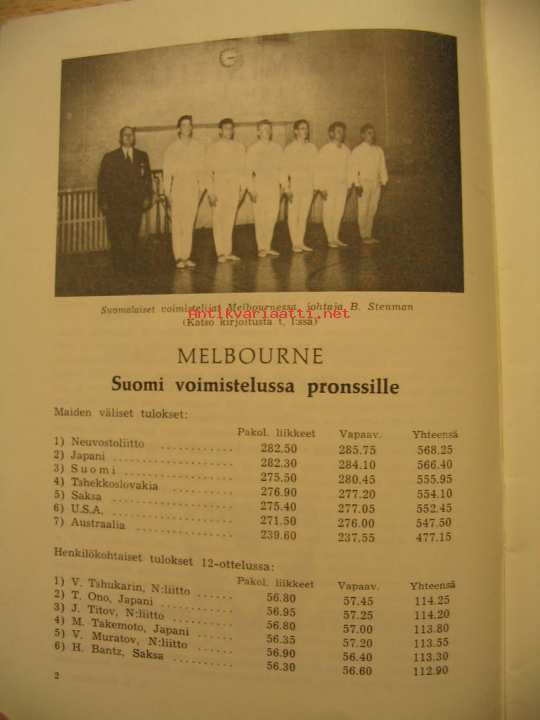 Suomalaiset voimistelijat Melbournessa, johtaja B. Stenman
Antikvariaatti.net
(Katso kirjoitusta t. l:ssä)
MELBOURNE
Suomi voimistelussa pronssille
Maiden väliset tulokset:
Pakol. liikkeet Vapaav. Yhteensä
1) Neuvostoliitto ............ 282.50 285.75 568.25
2) Japani .................. 282.30 284.10 566.40
3) Suomi .................. 275.50 280.45 555.95
4) Tshekkoslovakia ............ 276.90 277.20 554.10
5) Saksa .................. 275.40 277.05 552.45
6) U.S.A. .................. 271.50 276.00 547.50
7) Austraalia ............... 239.60 237.55 477.15
Henkilökohtaiset tulokset 12-ottelussa:
Pakol. liikkeet Vapaav. Yhteensä
1) V. Tshukarin, N:liitto ...... 56.80 57.45 114.25
2) T. Ono, Japani ............ 56.95 57.25 114.20
3) J. Titov, N:liitto ......... 56.80 57.00 113.80
4) M. Takemoto, Japani ...... 56.35 57.20 113.55
5) V. Muratov, N:liitto ...... 56.90 56.40 113.30
6) H. Bantz, Saksa ......... 56.30 56.60 112.90
2